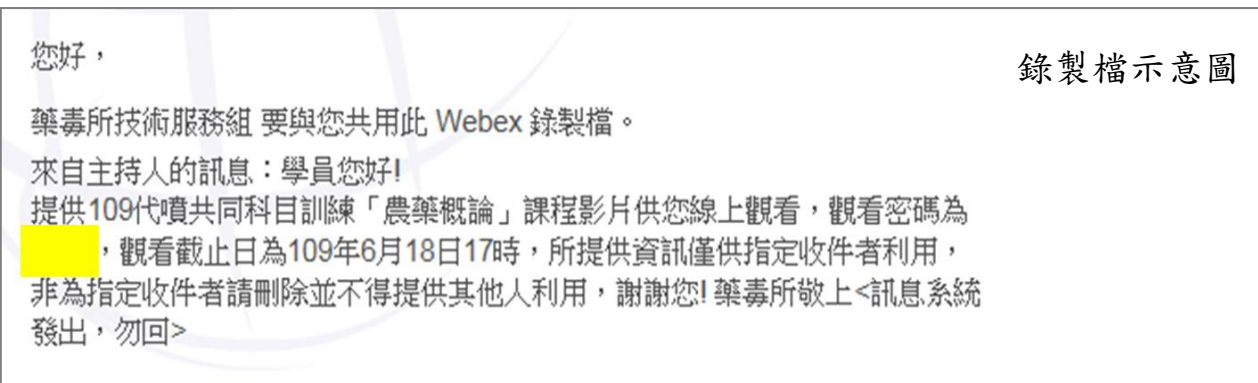 您好，
錄製檔示意圖
藥毒所技術服務組 要與您共用此 Webex 錄製檔。
來自主持人的訊息：學員您好!
提供109代噴共同科目訓練「農藥概論」課程影片供您線上觀看，觀看密碼為
，觀看截止日為109年6月18日17時，所提供資訊僅供指定收件者利用，
非為指定收件者請刪除並不得提供其他人利用，謝謝您! 藥毒所敬上<訊息系統
發出，勿回>